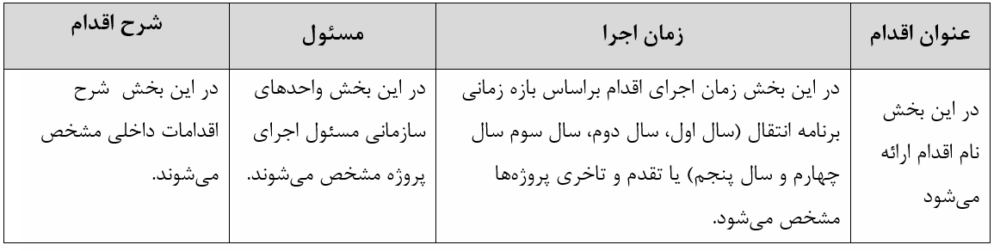 عنوان اقدام
زمان اجرا
مسئول
شرح اقدام
در این بخش
نام اقدام ارائه
می‌شود
در این بخش زمان اجرای اقدام براساس بازه زمانی
برنامه انتقال (سال اول، سال دوم، سال سوم سال
چهارم و سال پنجم) یا تقدم و تاخری پروژه‌ها
مشخص می‌شود.
در این بخش واحدهای
سازمانی مسئول اجرای
پروژه مشخص می‌شوند.
در این بخش شرح
اقدامات داخلی مشخص
می‌شوند.